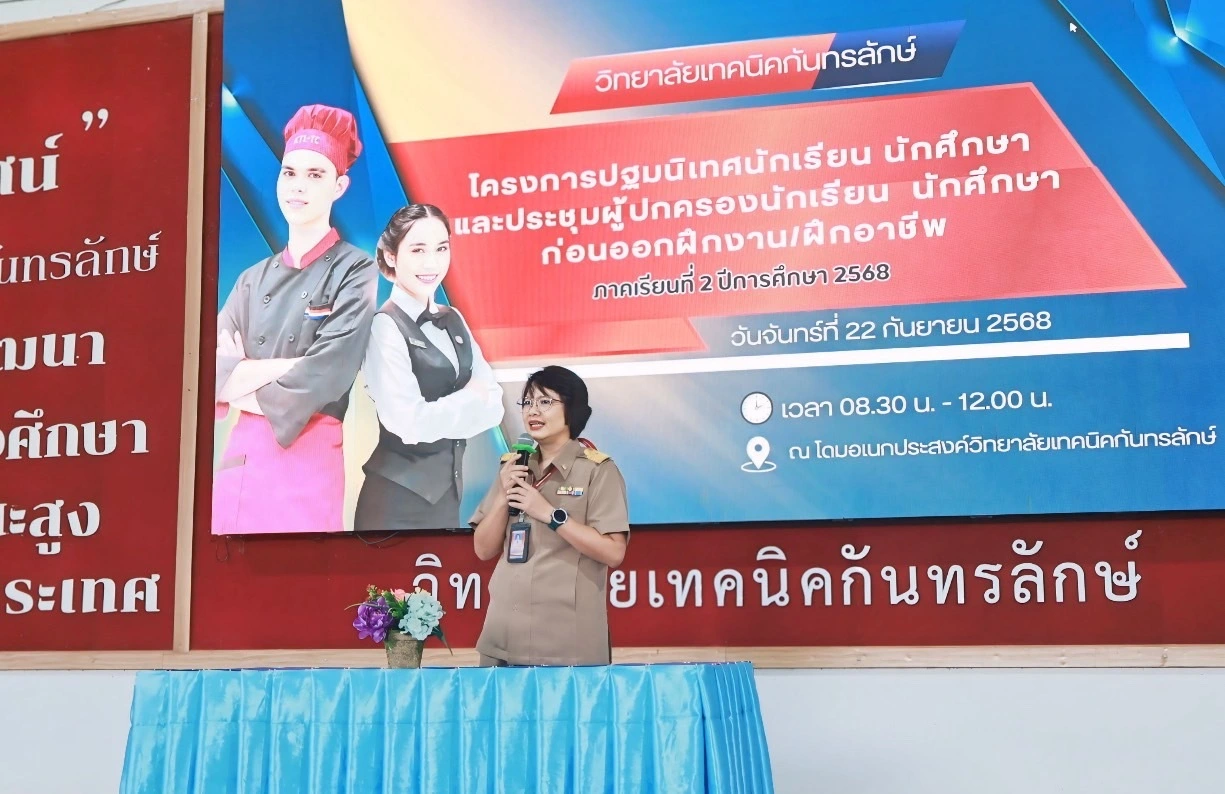 วิทยาลัยเทคนิคกันทรลักษ์
โครงการปฐมนิเทศนักเรียน นักศึกษา
และประชุมผู้ปกครองนักเรียน นักศึกษา
ก่อนออกฝึกงาน/ฝึกอาชีพ
ภาคเรียนที่ 2 ปีการศึกษา 2568
วันจันทร์ที่ 22 กันยายน 2568
เวลา 08.30 น. - 12.00 น.
ณ โดมอเนกประสงค์วิทยาลัยเทคนิคกันทรลักษ์
ศน์ ”
นทรลักษ์
ฒนา
ศึกษา
ะสูง
ระเทศ
วิท ยเทคนิคกันทรลักษ์